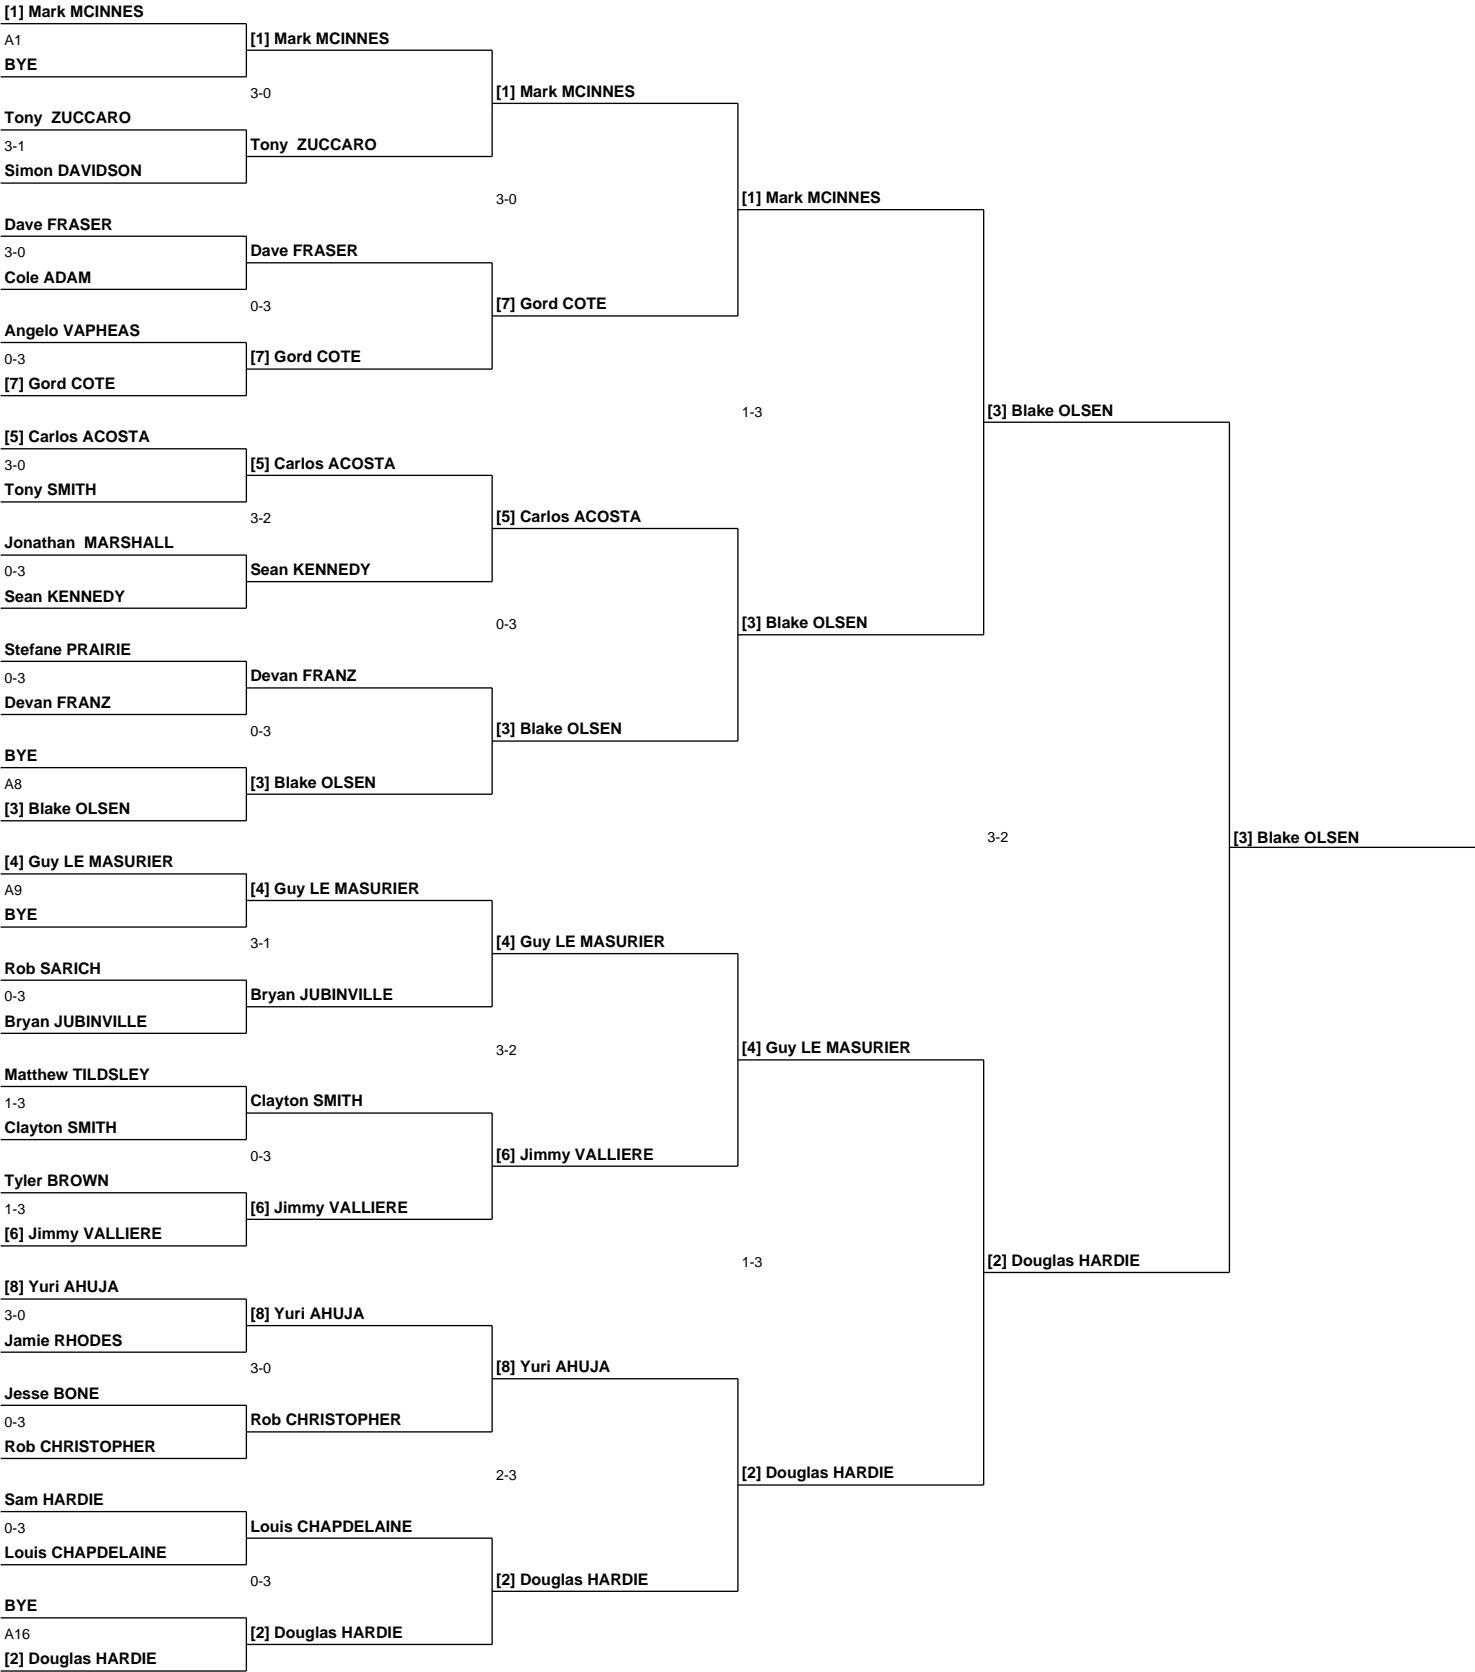 [1] Mark MCINNES
A1
BYE
Tony  ZUCCARO
3-1
Simon DAVIDSON
Dave FRASER
3-0
Cole ADAM
Angelo VAPHEAS
0-3
[7] Gord COTE
[5] Carlos ACOSTA
3-0
Tony SMITH
Jonathan  MARSHALL
0-3
Sean KENNEDY
Stefane PRAIRIE
0-3
Devan FRANZ
BYE
A8
[3] Blake OLSEN
[4] Guy LE MASURIER
A9
BYE
Rob SARICH
0-3
Bryan JUBINVILLE
Matthew TILDSLEY
1-3
Clayton SMITH
Tyler BROWN
1-3
[6] Jimmy VALLIERE
[8] Yuri AHUJA
3-0
Jamie RHODES
Jesse BONE
0-3
Rob CHRISTOPHER
Sam HARDIE
0-3
Louis CHAPDELAINE
BYE
A16
[2] Douglas HARDIE
[1] Mark MCINNES
3-0
Tony  ZUCCARO
Dave FRASER
0-3
[7] Gord COTE
[5] Carlos ACOSTA
3-2
Sean KENNEDY
Devan FRANZ
0-3
[3] Blake OLSEN
[4] Guy LE MASURIER
3-1
Bryan JUBINVILLE
Clayton SMITH
0-3
[6] Jimmy VALLIERE
[8] Yuri AHUJA
3-0
Rob CHRISTOPHER
Louis CHAPDELAINE
0-3
[2] Douglas HARDIE
[1] Mark MCINNES
3-0
[7] Gord COTE
[5] Carlos ACOSTA
0-3
[3] Blake OLSEN
[4] Guy LE MASURIER
3-2
[6] Jimmy VALLIERE
[8] Yuri AHUJA
2-3
[2] Douglas HARDIE
[1] Mark MCINNES
1-3
[3] Blake OLSEN
[4] Guy LE MASURIER
1-3
[2] Douglas HARDIE
[3] Blake OLSEN
3-2
[2] Douglas HARDIE
[3] Blake OLSEN